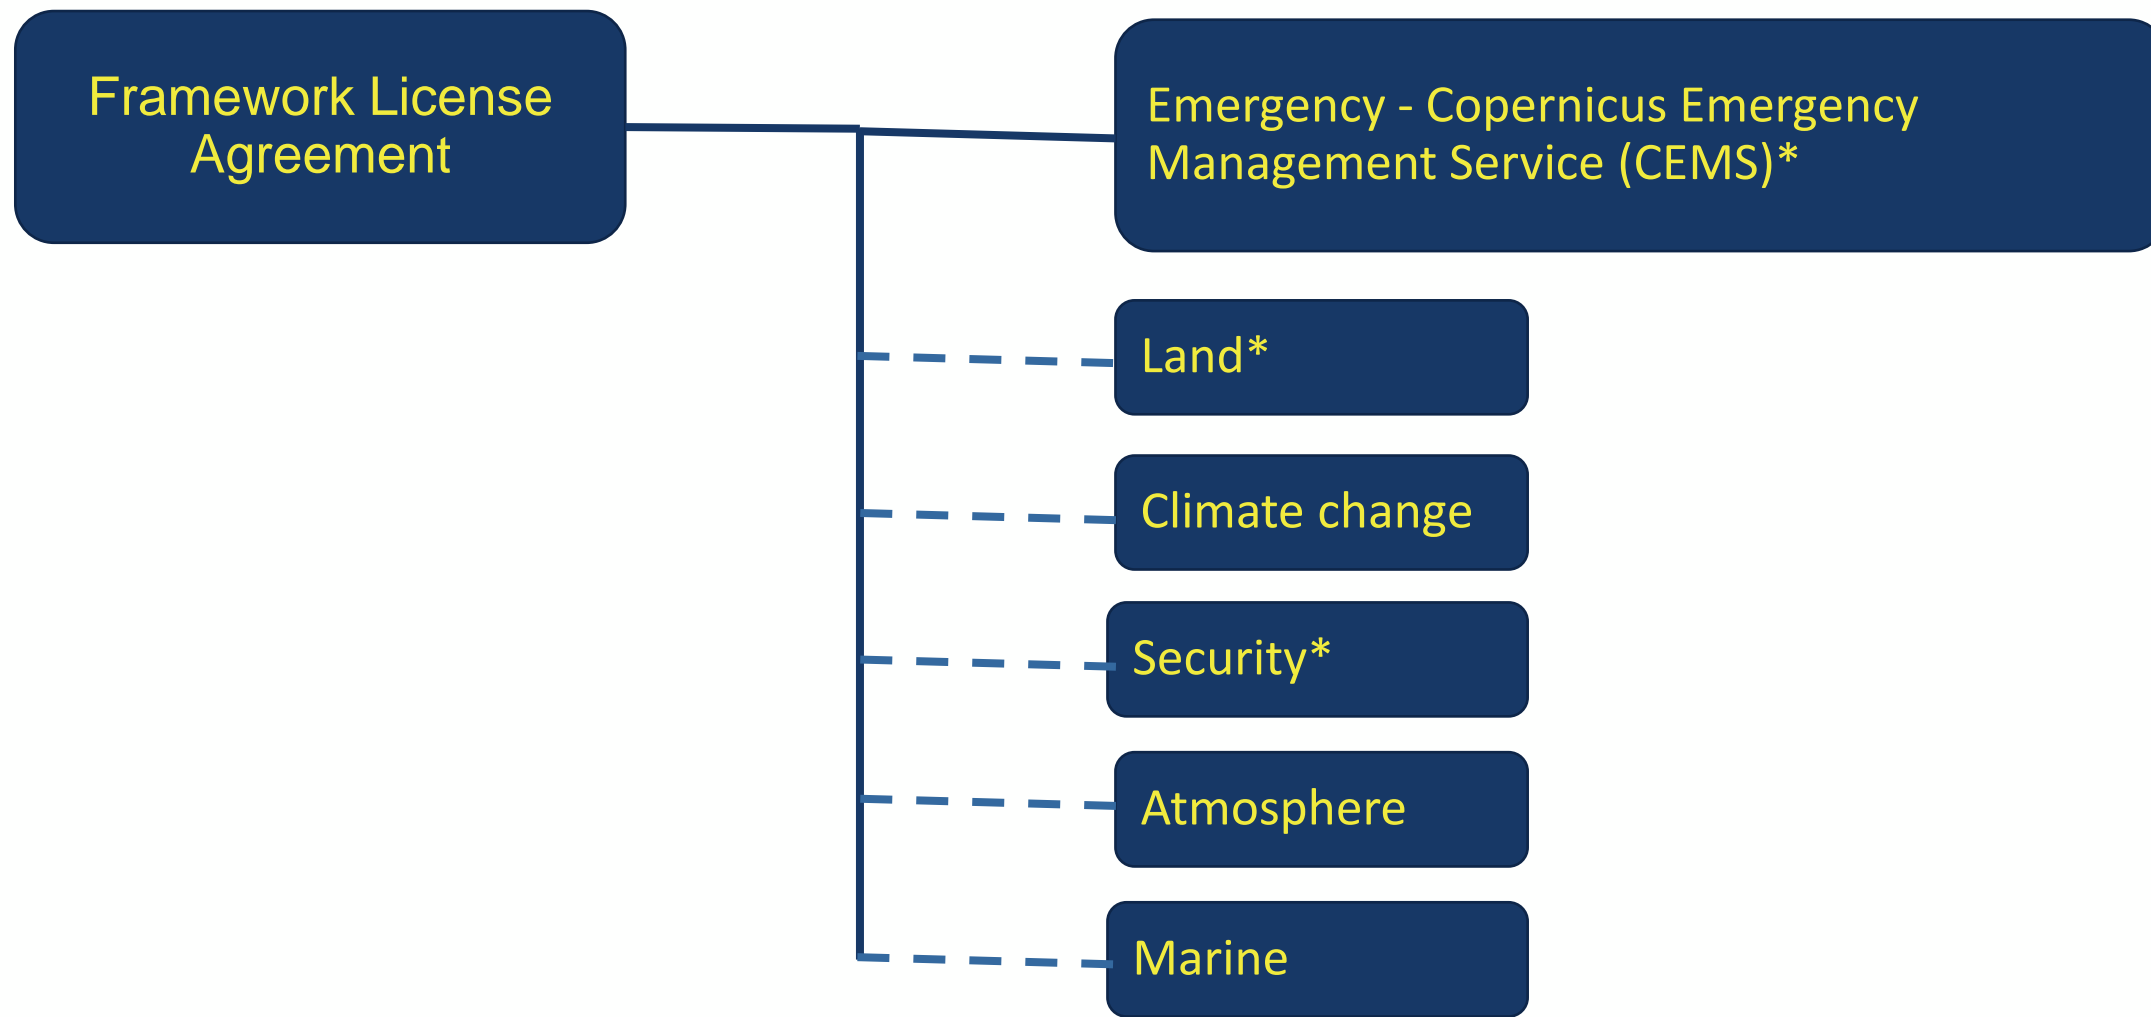 Framework License
Agreement
Emergency - Copernicus Emergency
Management Service (CEMS)*
Land*
Climate change
Security*
Atmosphere
Marine